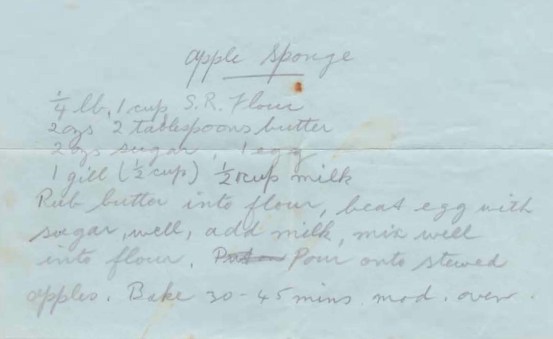 apple Sponge
¼ lb, 1 cup S.R. Flour
2 ozs 2 tablespoons butter
2 ozs sugar, 1 egg
1 gill (½ cup) ½ cup milk
Rub butter into flour, beat egg with
sugar, well, add milk, mix well
into flour. Pour onto stewed
apples. Bake 30-45 mins mod. oven.